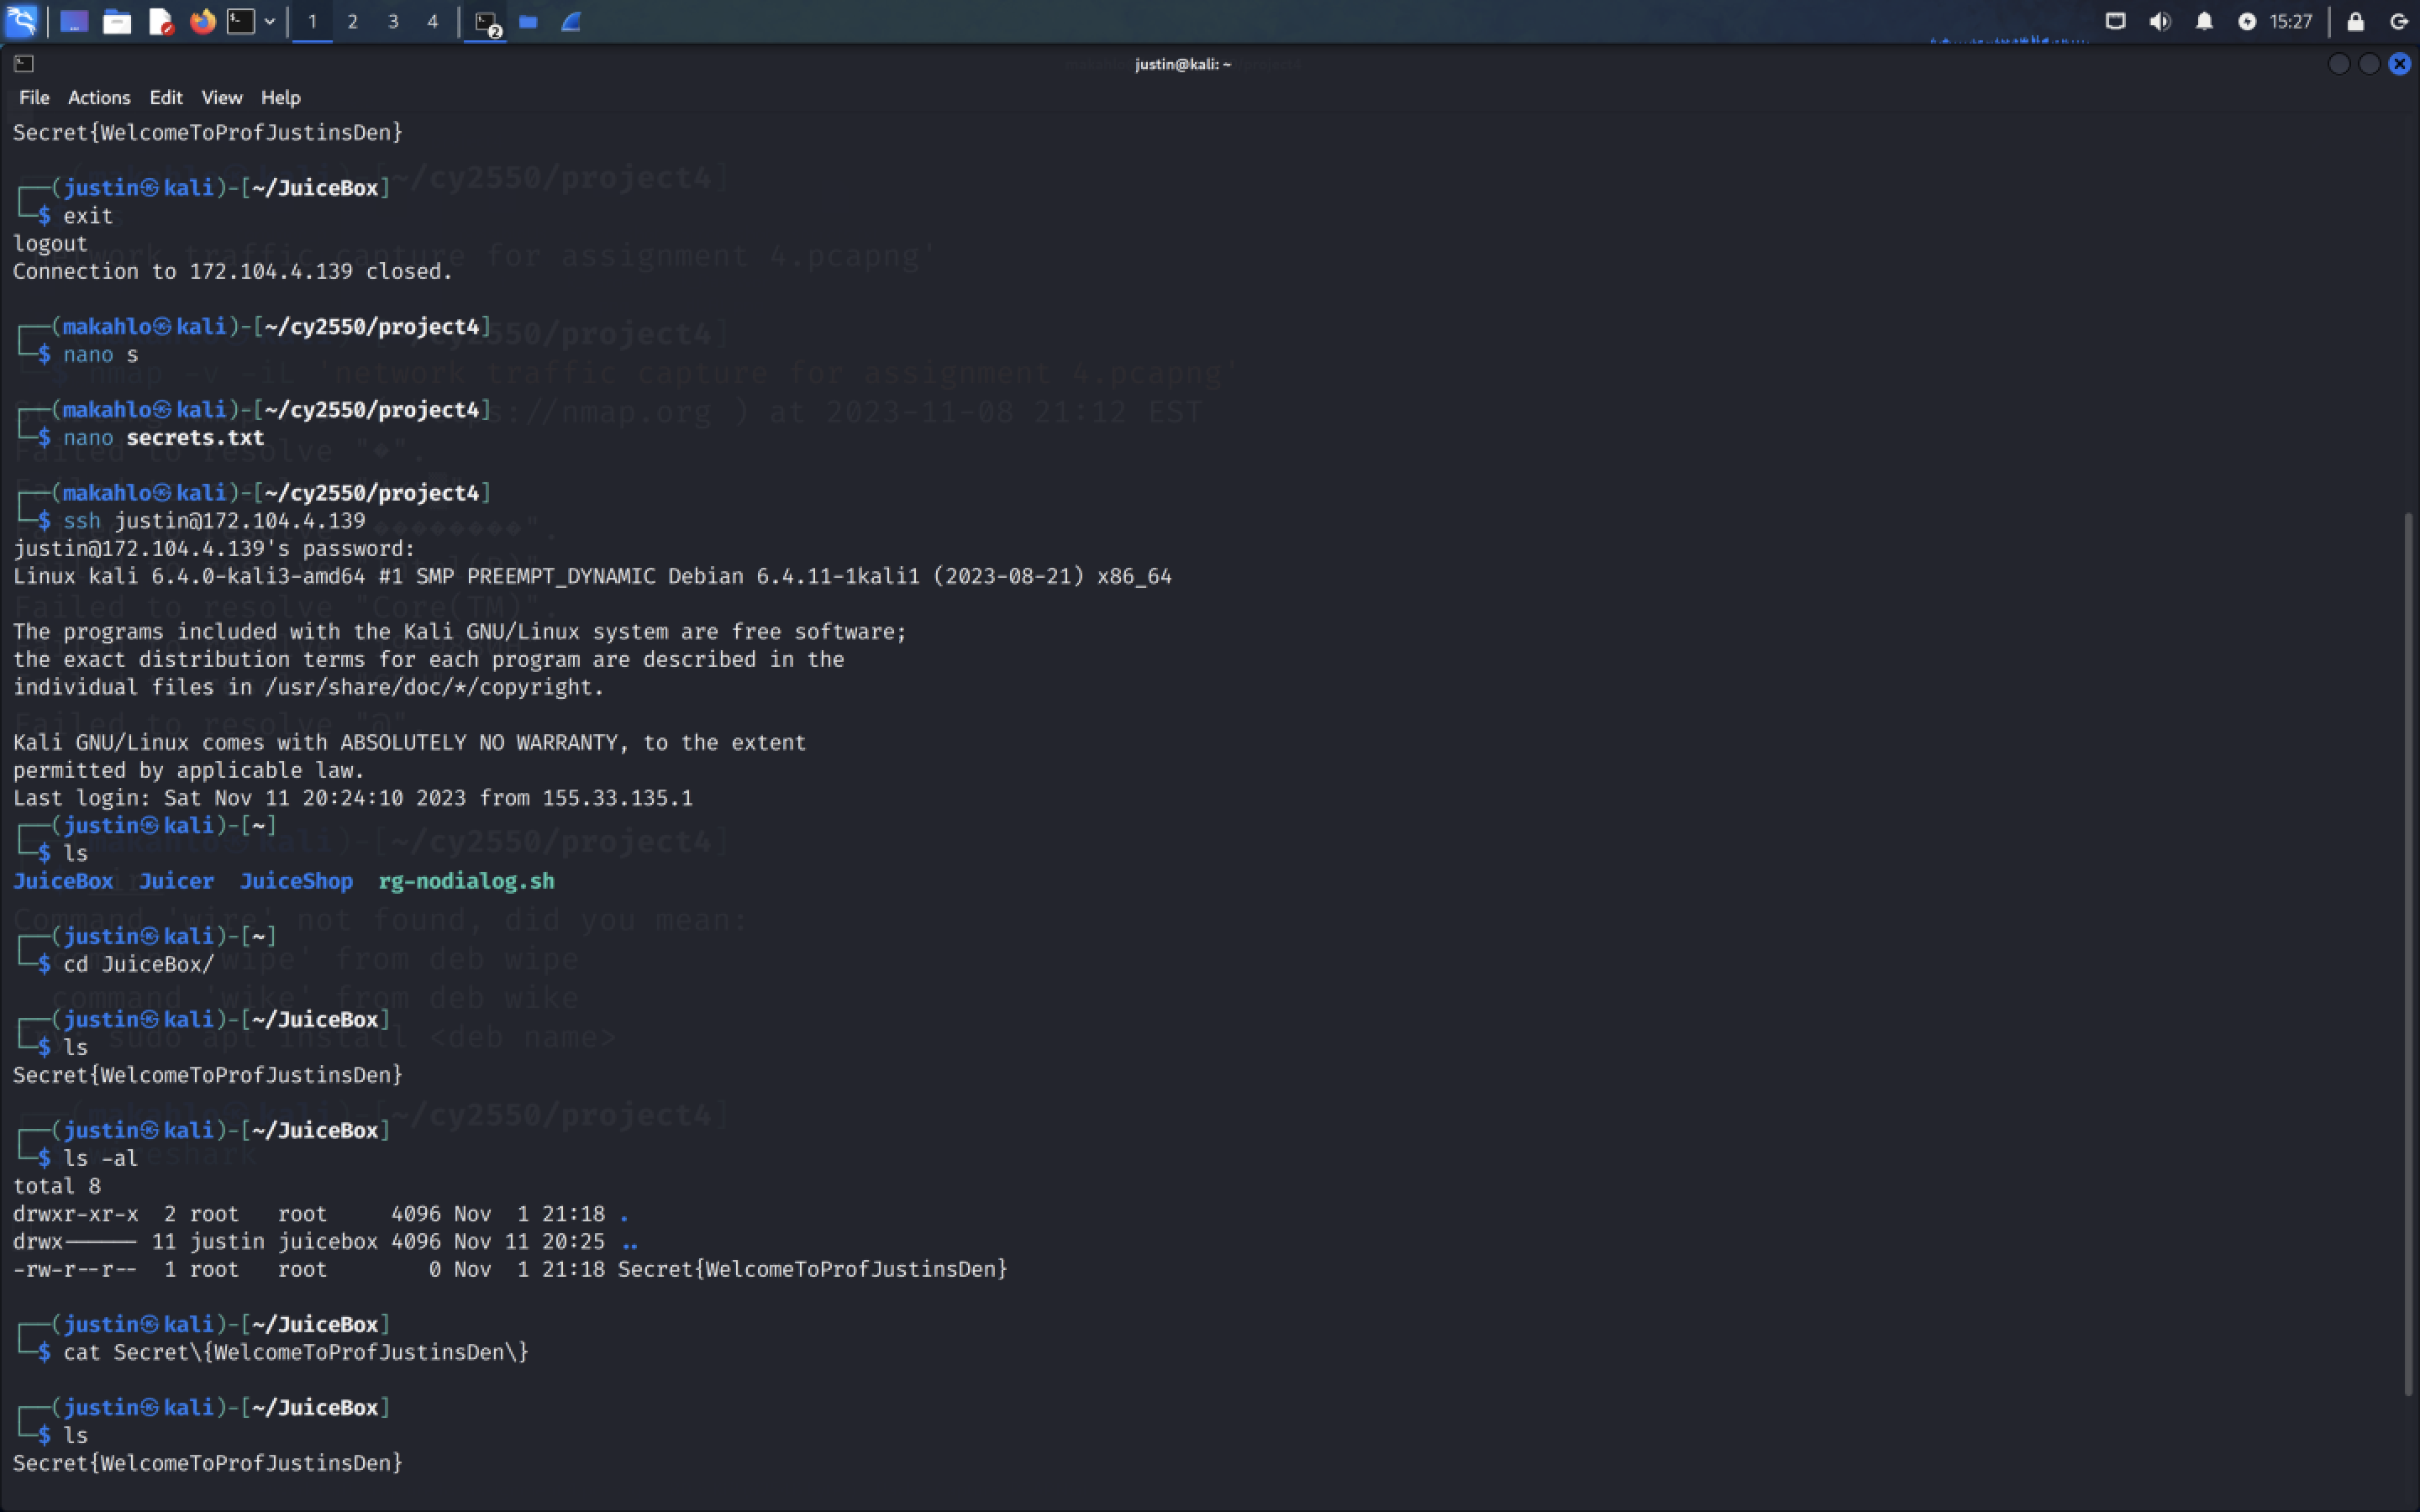 1 2 3 4 2 15:27
justin@kali: ~
File Actions Edit View Help
Secret{WelcomeToProfJustinsDen}
┌──(justin㉿kali)-[~/JuiceBox]
└─$ exit
logout
Connection to 172.104.4.139 closed.
┌──(makahlo㉿kali)-[~/cy2550/project4]
└─$ nano s
┌──(makahlo㉿kali)-[~/cy2550/project4]
└─$ nano secrets.txt
┌──(makahlo㉿kali)-[~/cy2550/project4]
└─$ ssh justin@172.104.4.139
justin@172.104.4.139's password:
Linux kali 6.4.0-kali3-amd64 #1 SMP PREEMPT_DYNAMIC Debian 6.4.11-1kali1 (2023-08-21) x86_64
The programs included with the Kali GNU/Linux system are free software;
the exact distribution terms for each program are described in the
individual files in /usr/share/doc/*/copyright.
Kali GNU/Linux comes with ABSOLUTELY NO WARRANTY, to the extent
permitted by applicable law.
Last login: Sat Nov 11 20:24:10 2023 from 155.33.135.1
┌──(justin㉿kali)-[~]
└─$ ls
JuiceBox Juicer JuiceShop rg-nodialog.sh
┌──(justin㉿kali)-[~]
└─$ cd JuiceBox/
┌──(justin㉿kali)-[~/JuiceBox]
└─$ ls
Secret{WelcomeToProfJustinsDen}
┌──(justin㉿kali)-[~/JuiceBox]
└─$ ls -al
total 8
drwxr-xr-x 2 root root 4096 Nov 1 21:18 .
drwx------ 11 justin juicebox 4096 Nov 11 20:25 ..
-rw-r--r-- 1 root root 0 Nov 1 21:18 Secret{WelcomeToProfJustinsDen}
┌──(justin㉿kali)-[~/JuiceBox]
└─$ cat Secret\{WelcomeToProfJustinsDen\}
┌──(justin㉿kali)-[~/JuiceBox]
└─$ ls
Secret{WelcomeToProfJustinsDen}